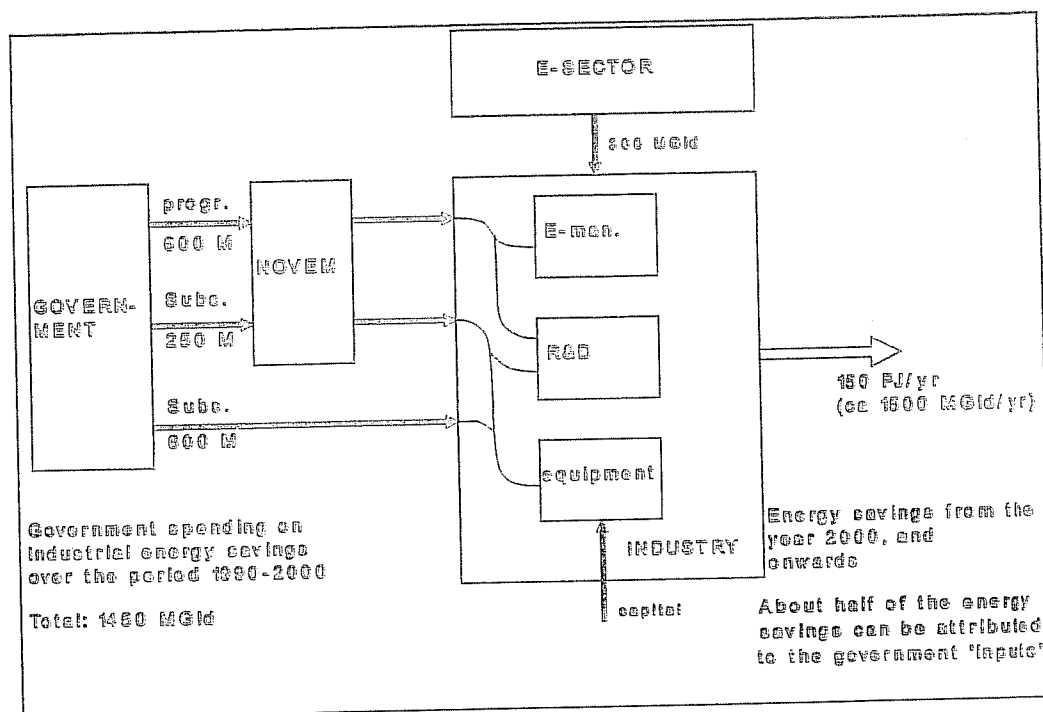 E-SECTOR
300 MGld
progr.
600 M
NOVEM
E-man.
GOVERN-
MENT
Subs.
250 M
R&D
150 PJ/yr
(ca 1500 MGld/yr)
Subs.
600 M
equipment
INDUSTRY
capital
Government spending on
industrial energy savings
over the period 1990-2000
Total: 1450 MGld
Energy savings from the
year 2000, and
onwards
About half of the energy
savings can be attributed
to the government "inputs"